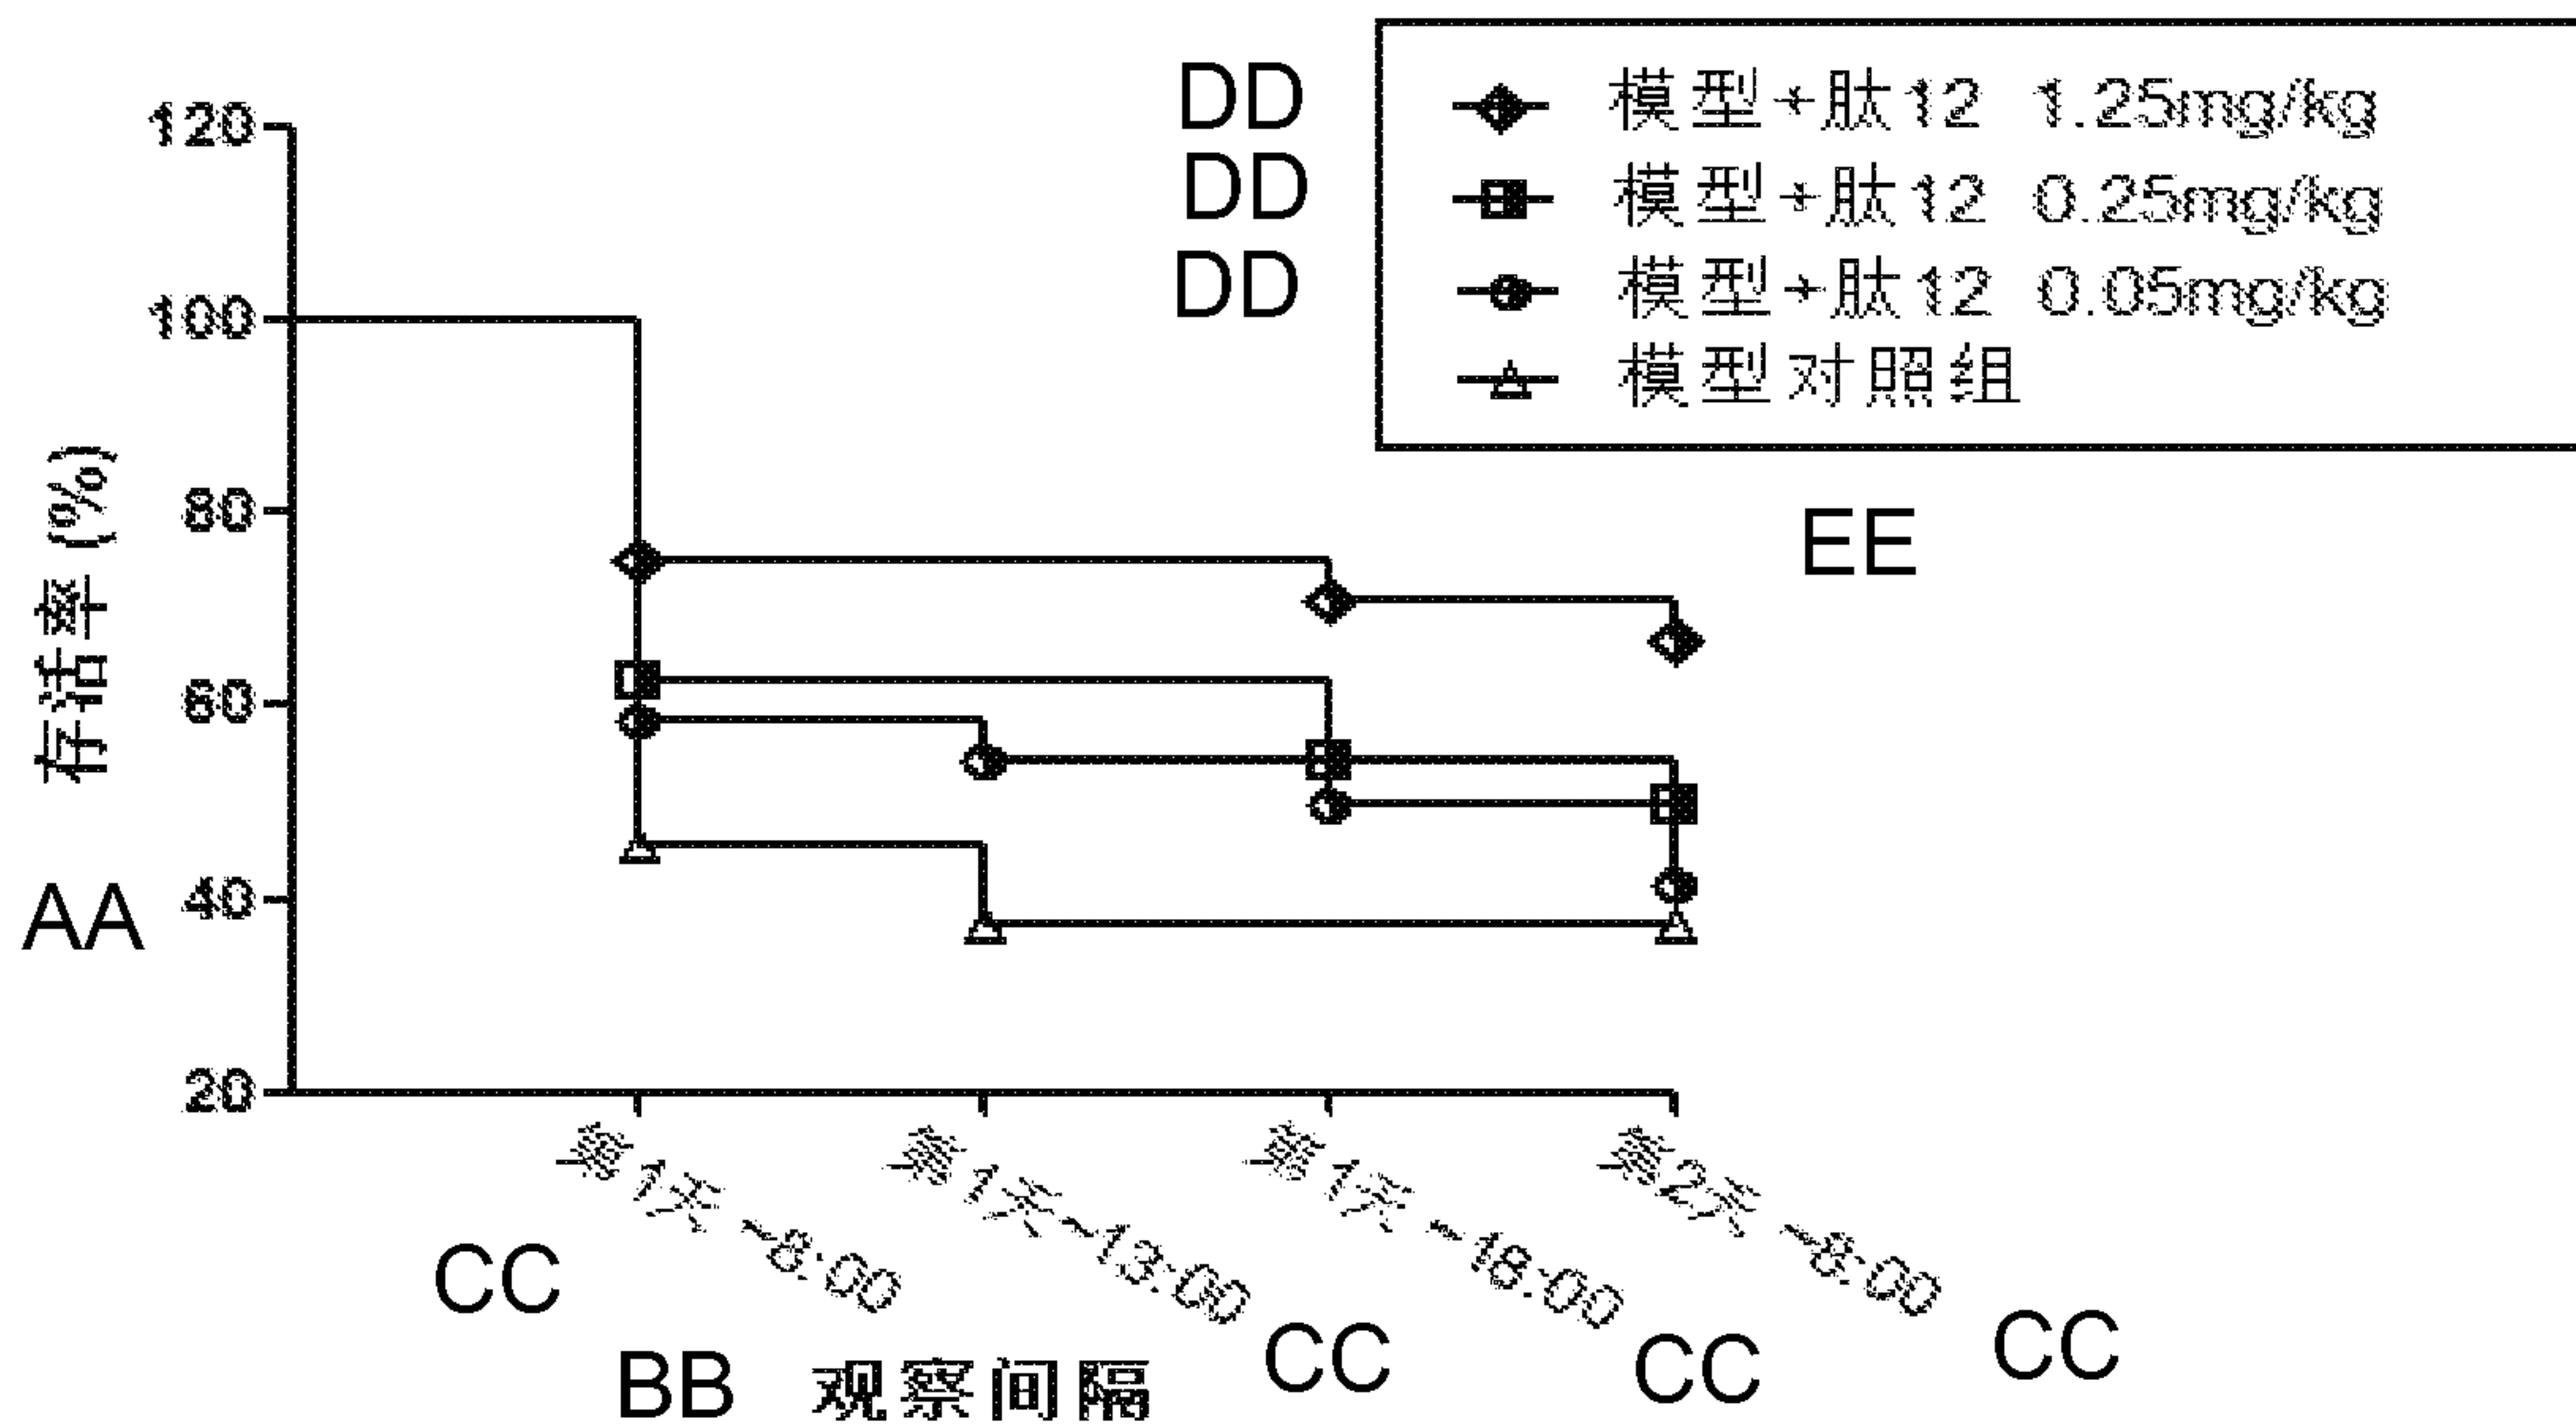 DD 模型+肽12 1.25mg/kg
DD 模型+肽12 0.25mg/kg
DD 模型+肽12 0.05mg/kg
模型对照组
EE
120
100
80
60
40
20
存活率 (%)
AA
第1天 ~8:00
第1天~13:00
第1天 ~18:00
第2天 ~8:00
CC
CC
CC
CC
BB 观察间隔